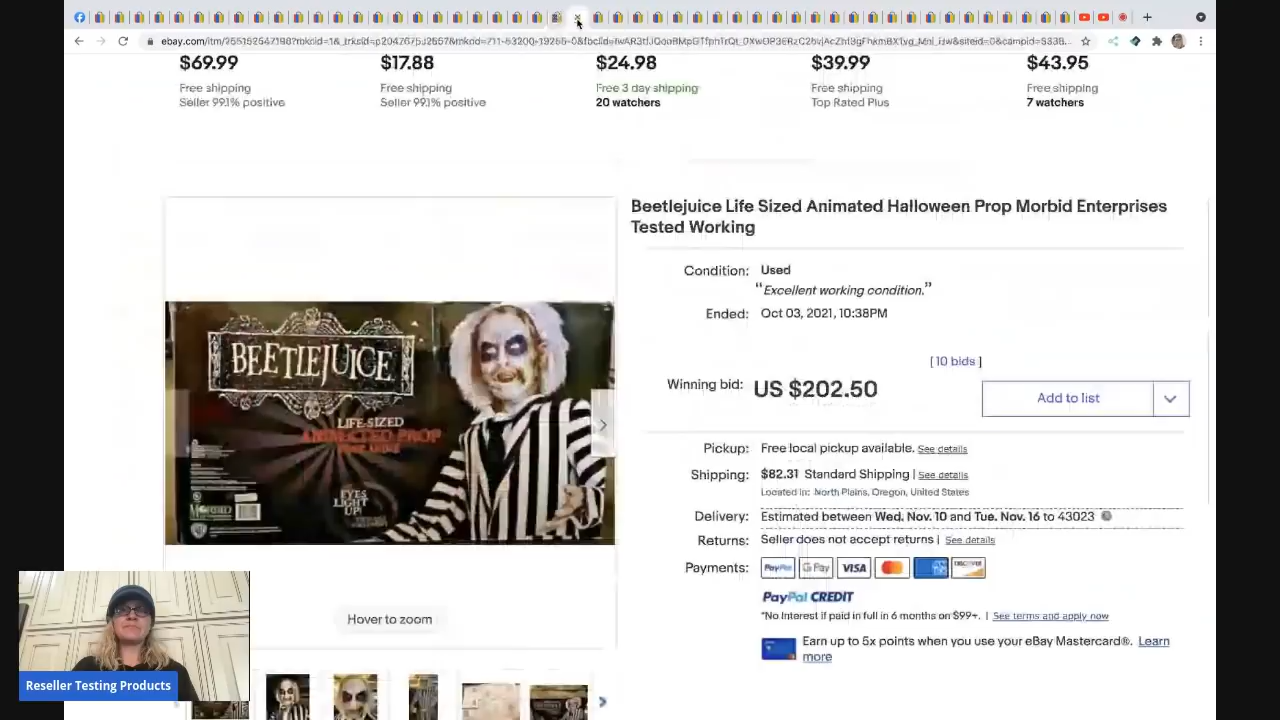 $69.99
$17.88
$24.98
$39.99
$43.95
Free shipping
Free shipping
Free 3 day shipping
Free shipping
Free shipping
Seller 99.1% positive
Seller 99.1% positive
20 watchers
Top Rated Plus
7 watchers
Beetlejuice Life Sized Animated Halloween Prop Morbid Enterprises
Tested Working
Condition: Used
"Excellent working condition."
Ended: Oct 03, 2021, 10:38PM
[ 10 bids ]
Winning bid: US $202.50
Add to list
Pickup: Free local pickup available. See details
Shipping: $82.31 Standard Shipping | See details
Located in: North Plains, Oregon, United States
Delivery: Estimated between Wed. Nov. 10 and Tue. Nov. 16 to 43023
Returns: Seller does not accept returns | See details
Payments: PayPal G Pay VISA DISCOVER
PayPal CREDIT
*No Interest if paid in full in 6 months on $99+. | See terms and apply now
Earn up to 5x points when you use your eBay Mastercard®. Learn
more
BEETLEJUICE
LIFE-SIZED
ANIMATED PROP
EYES
LIGHT
UP!
MORBID
Hover to zoom
Reseller Testing Products